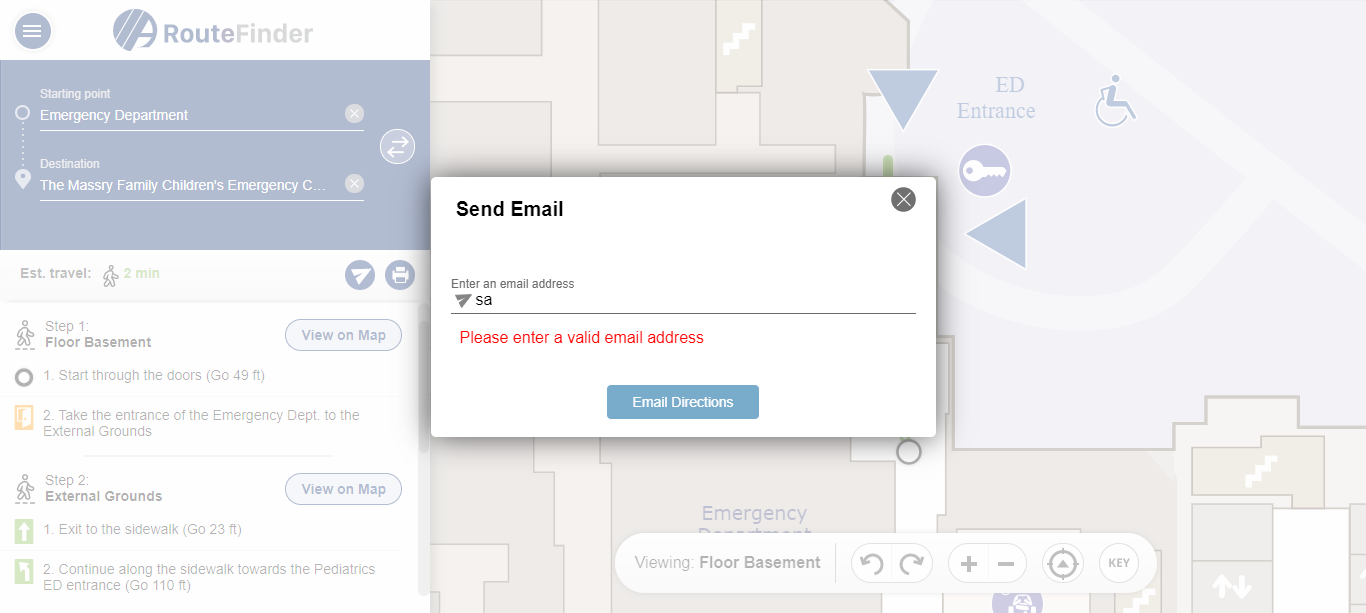 RouteFinder
Starting point
Emergency Department
Destination
The Massry Family Children's Emergency C...
Est. travel: 2 min
Step 1:
Floor Basement
View on Map
1. Start through the doors (Go 49 ft)
2. Take the entrance of the Emergency Dept. to the
External Grounds
Step 2:
External Grounds
View on Map
1. Exit to the sidewalk (Go 23 ft)
2. Continue along the sidewalk towards the Pediatrics
ED entrance (Go 110 ft)
Send Email
Enter an email address
sa
Please enter a valid email address
Email Directions
ED
Entrance
Emergency
Department
Viewing: Floor Basement
KEY